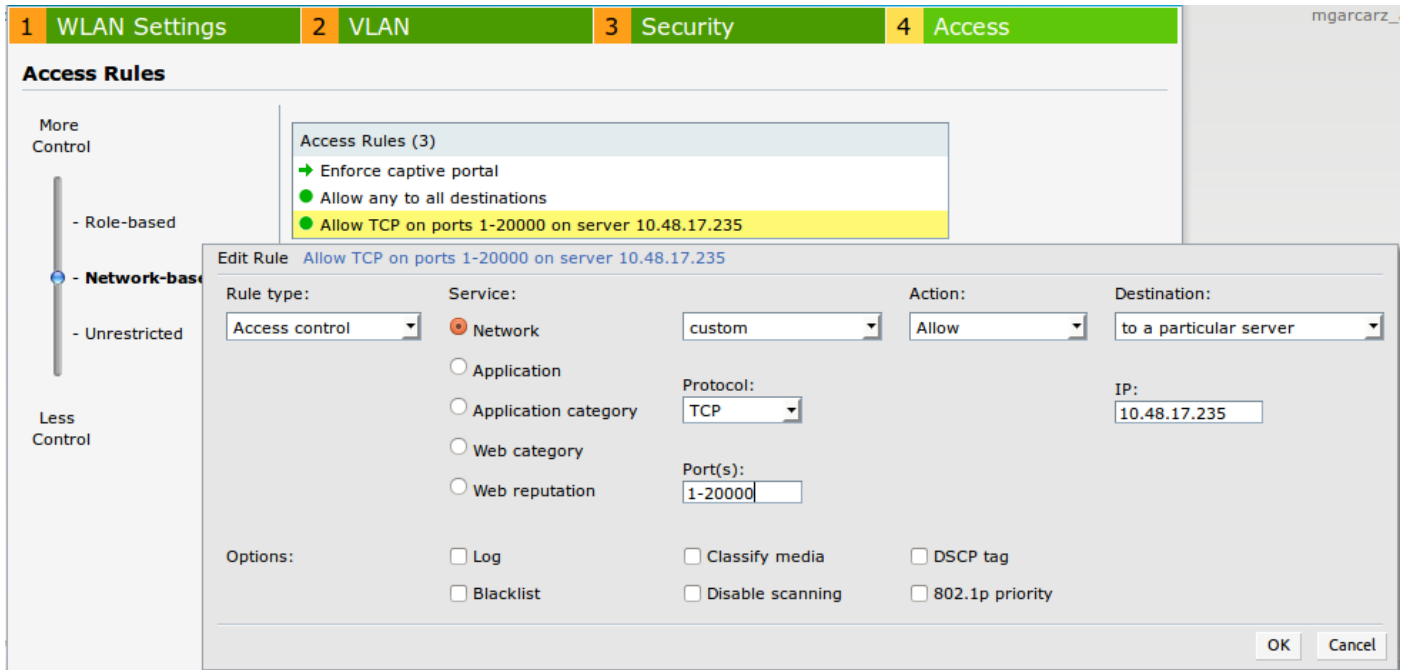 1 WLAN Settings 2 VLAN 3 Security 4 Access
mgarcarz_
Access Rules
More
Control
- Role-based
- Network-bas
- Unrestricted
Less
Control
Access Rules (3)
Enforce captive portal
Allow any to all destinations
Allow TCP on ports 1-20000 on server 10.48.17.235
Edit Rule Allow TCP on ports 1-20000 on server 10.48.17.235
Rule type: Service: Action: Destination:
Access control Network custom Allow to a particular server
Application
Protocol: IP:
Application category TCP 10.48.17.235
Web category
Port(s):
Web reputation 1-20000
Options: Log Classify media DSCP tag
Blacklist Disable scanning 802.1p priority
OK Cancel